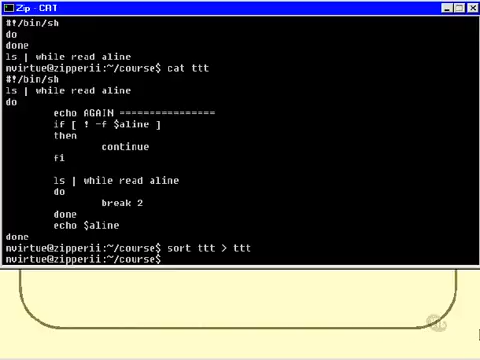 Zip - CAT
#!/bin/sh
do
done
ls | while read aline
nvirtue@zipperii:~/course$ cat ttt
#!/bin/sh
ls | while read aline
do
echo AGAIN ================
if [ ! -f $aline ]
then
continue
fi
ls | while read aline
do
break 2
done
echo $aline
done
nvirtue@zipperii:~/course$ sort ttt > ttt
nvirtue@zipperii:~/course$